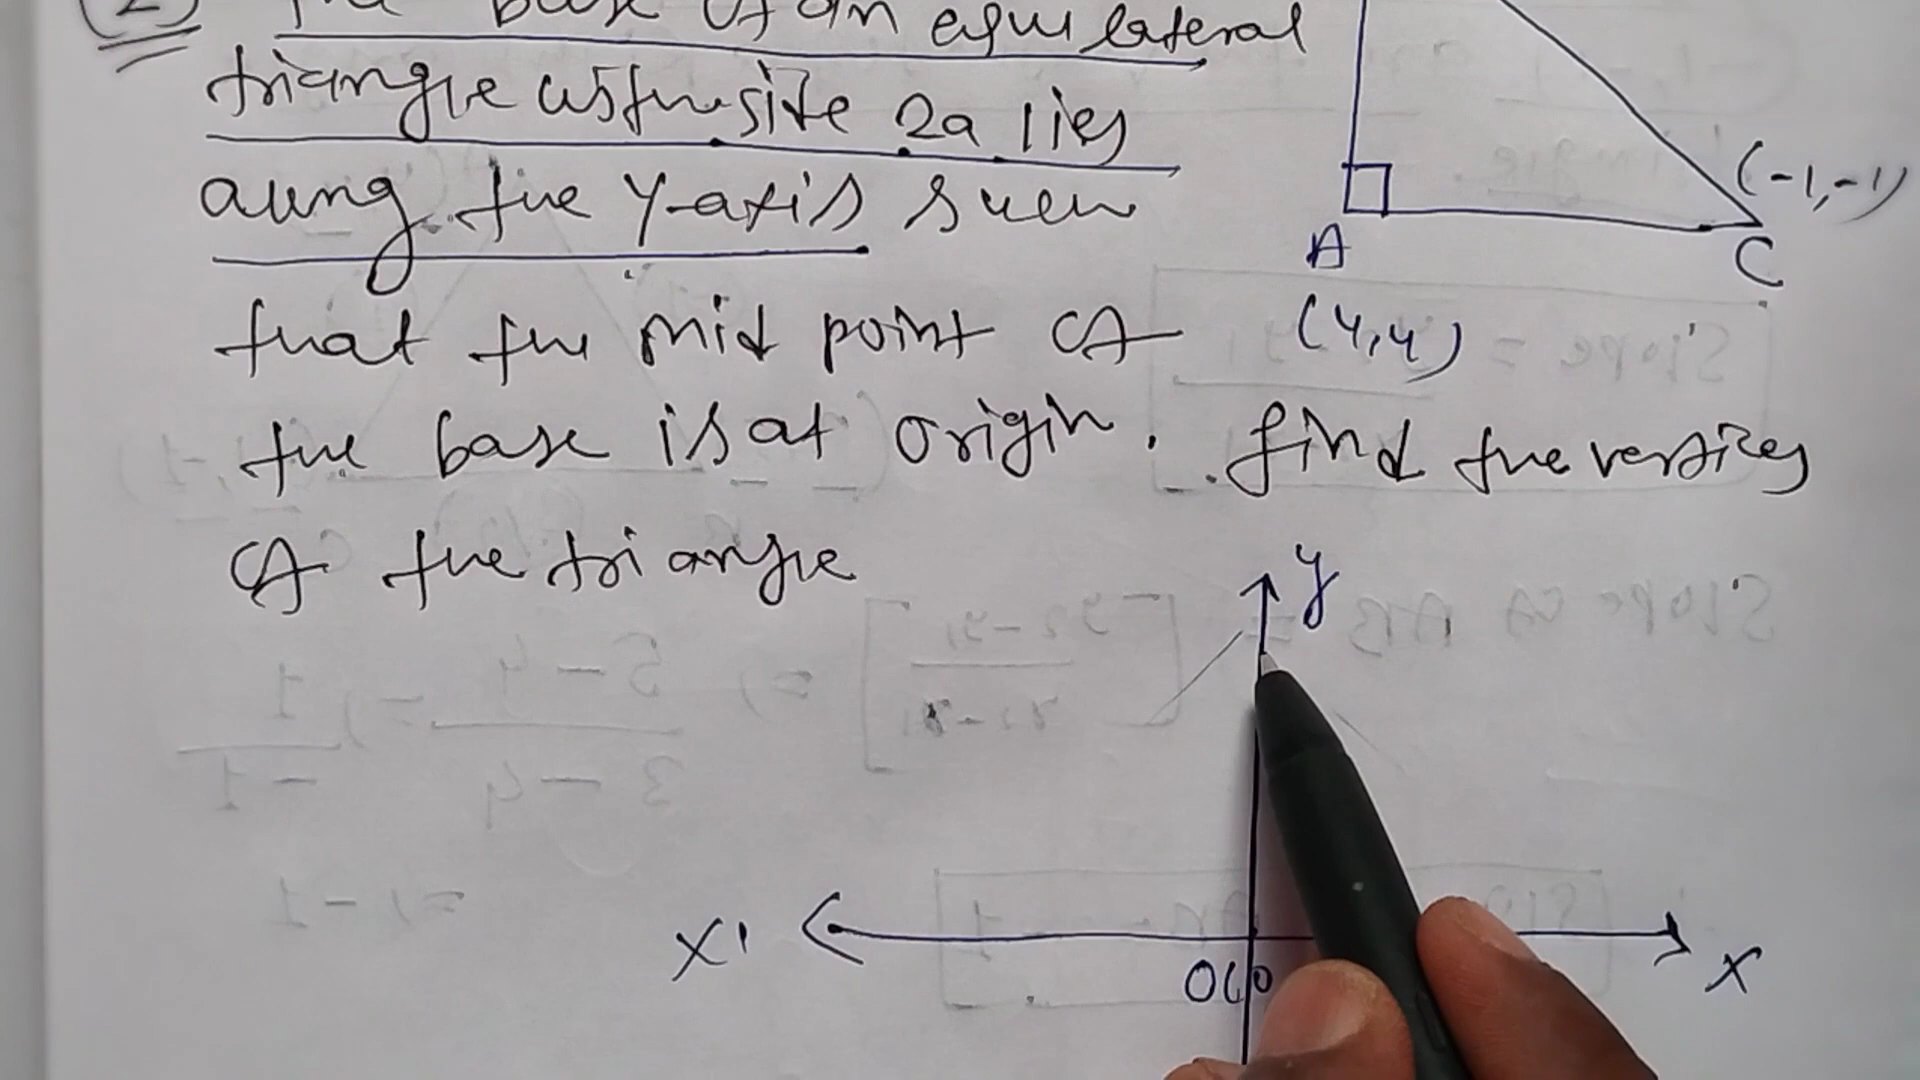 (2) The base of an equilateral
triangle with side 2a lies
along the Y-axis such
that the mid point of
the base is at origin. find the vertices
of the triangle
A
C
(-1,-1)
(4,4)
y
X'
X
O(0